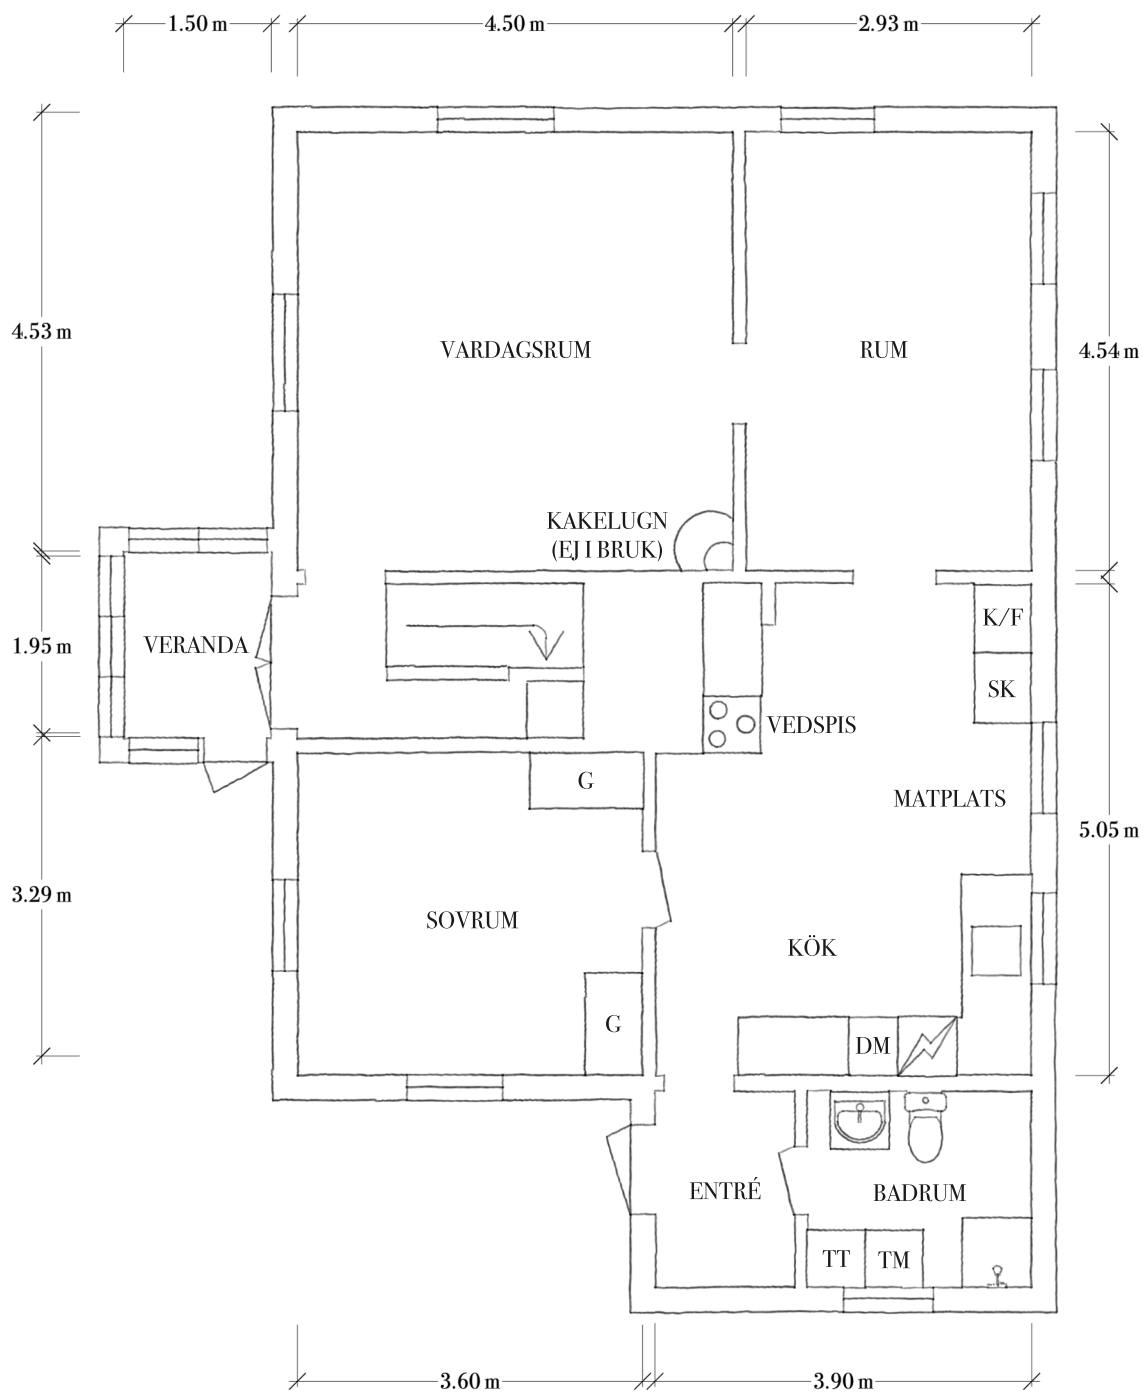 1.50 m
4.50 m
2.93 m
4.53 m
VARDAGSRUM
RUM
4.54 m
KAKELUGN
(EJ I BRUK)
K/F
1.95 m
VERANDA
SK
VEDSPIS
G
MATPLATS
5.05 m
3.29 m
SOVRUM
KÖK
G
DM
ENTRÉ
BADRUM
TT
TM
3.60 m
3.90 m